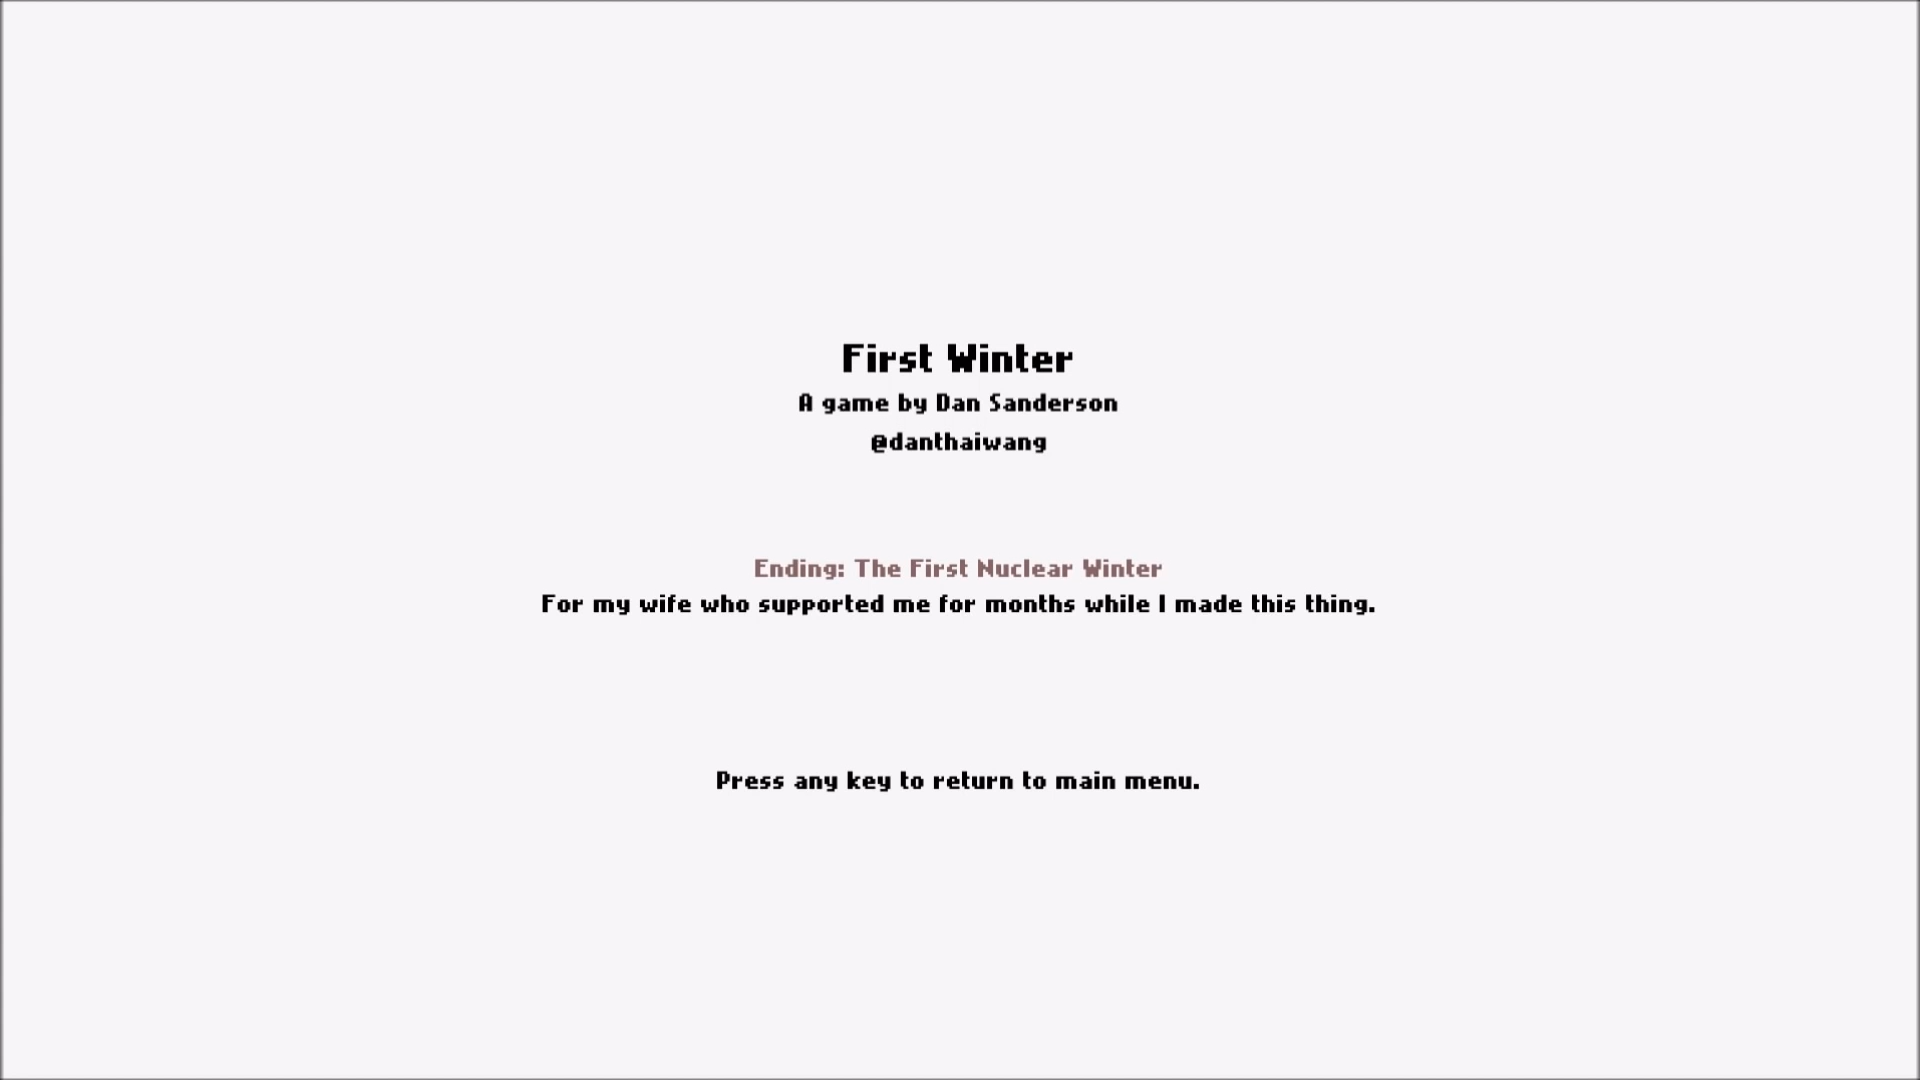 First Winter
A game by Dan Sanderson
@danthaiwang
Ending: The First Nuclear Winter
For my wife who supported me for months while I made this thing.
Press any key to return to main menu.